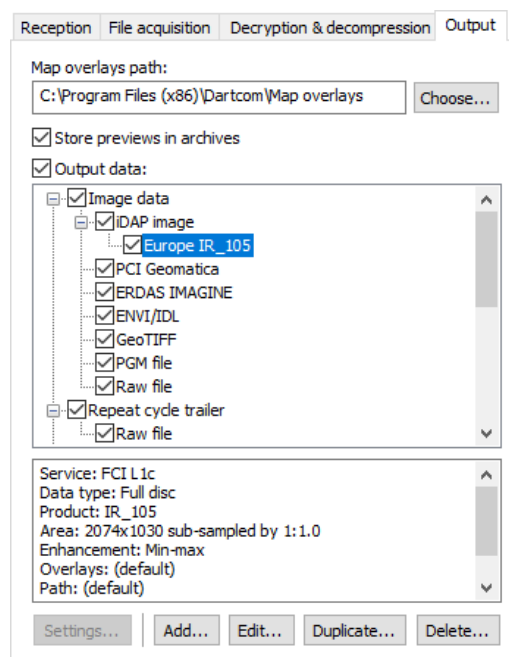 Reception File acquisition Decryption & decompression Output
Map overlays path:
C:\Program Files (x86)\Dartcom\Map overlays Choose...
Store previews in archives
Output data:
Image data
iDAP image
Europe IR_105
PCI Geomatica
ERDAS IMAGINE
ENVI/IDL
GeoTIFF
PGM file
Raw file
Repeat cycle trailer
Raw file
Service: FCI L1c
Data type: Full disc
Product: IR_105
Area: 2074x1030 sub-sampled by 1:1.0
Enhancement: Min-max
Overlays: (default)
Path: (default)
Settings... Add... Edit... Duplicate... Delete...